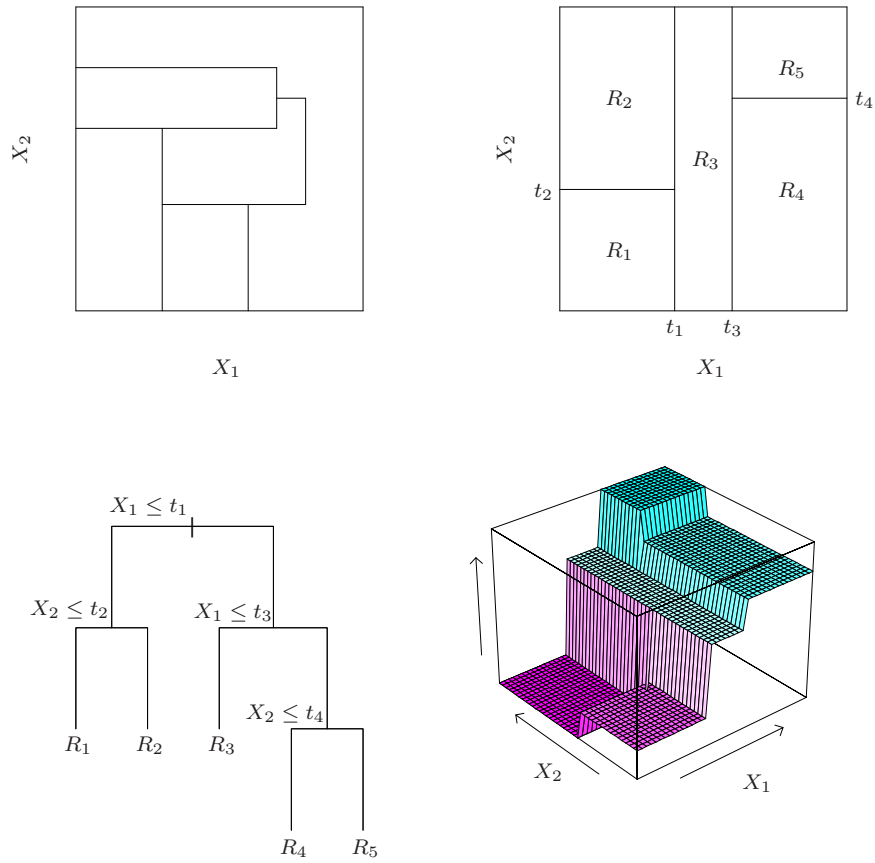 X₂
X₁
R₅
R₂
t₄
X₂
R₃
t₂
R₄
R₁
t₁ t₃
X₁
X₁ ≤ t₁
X₂ ≤ t₂ X₁ ≤ t₃
X₂ ≤ t₄
R₁ R₂ R₃
R₄ R₅
X₂ X₁